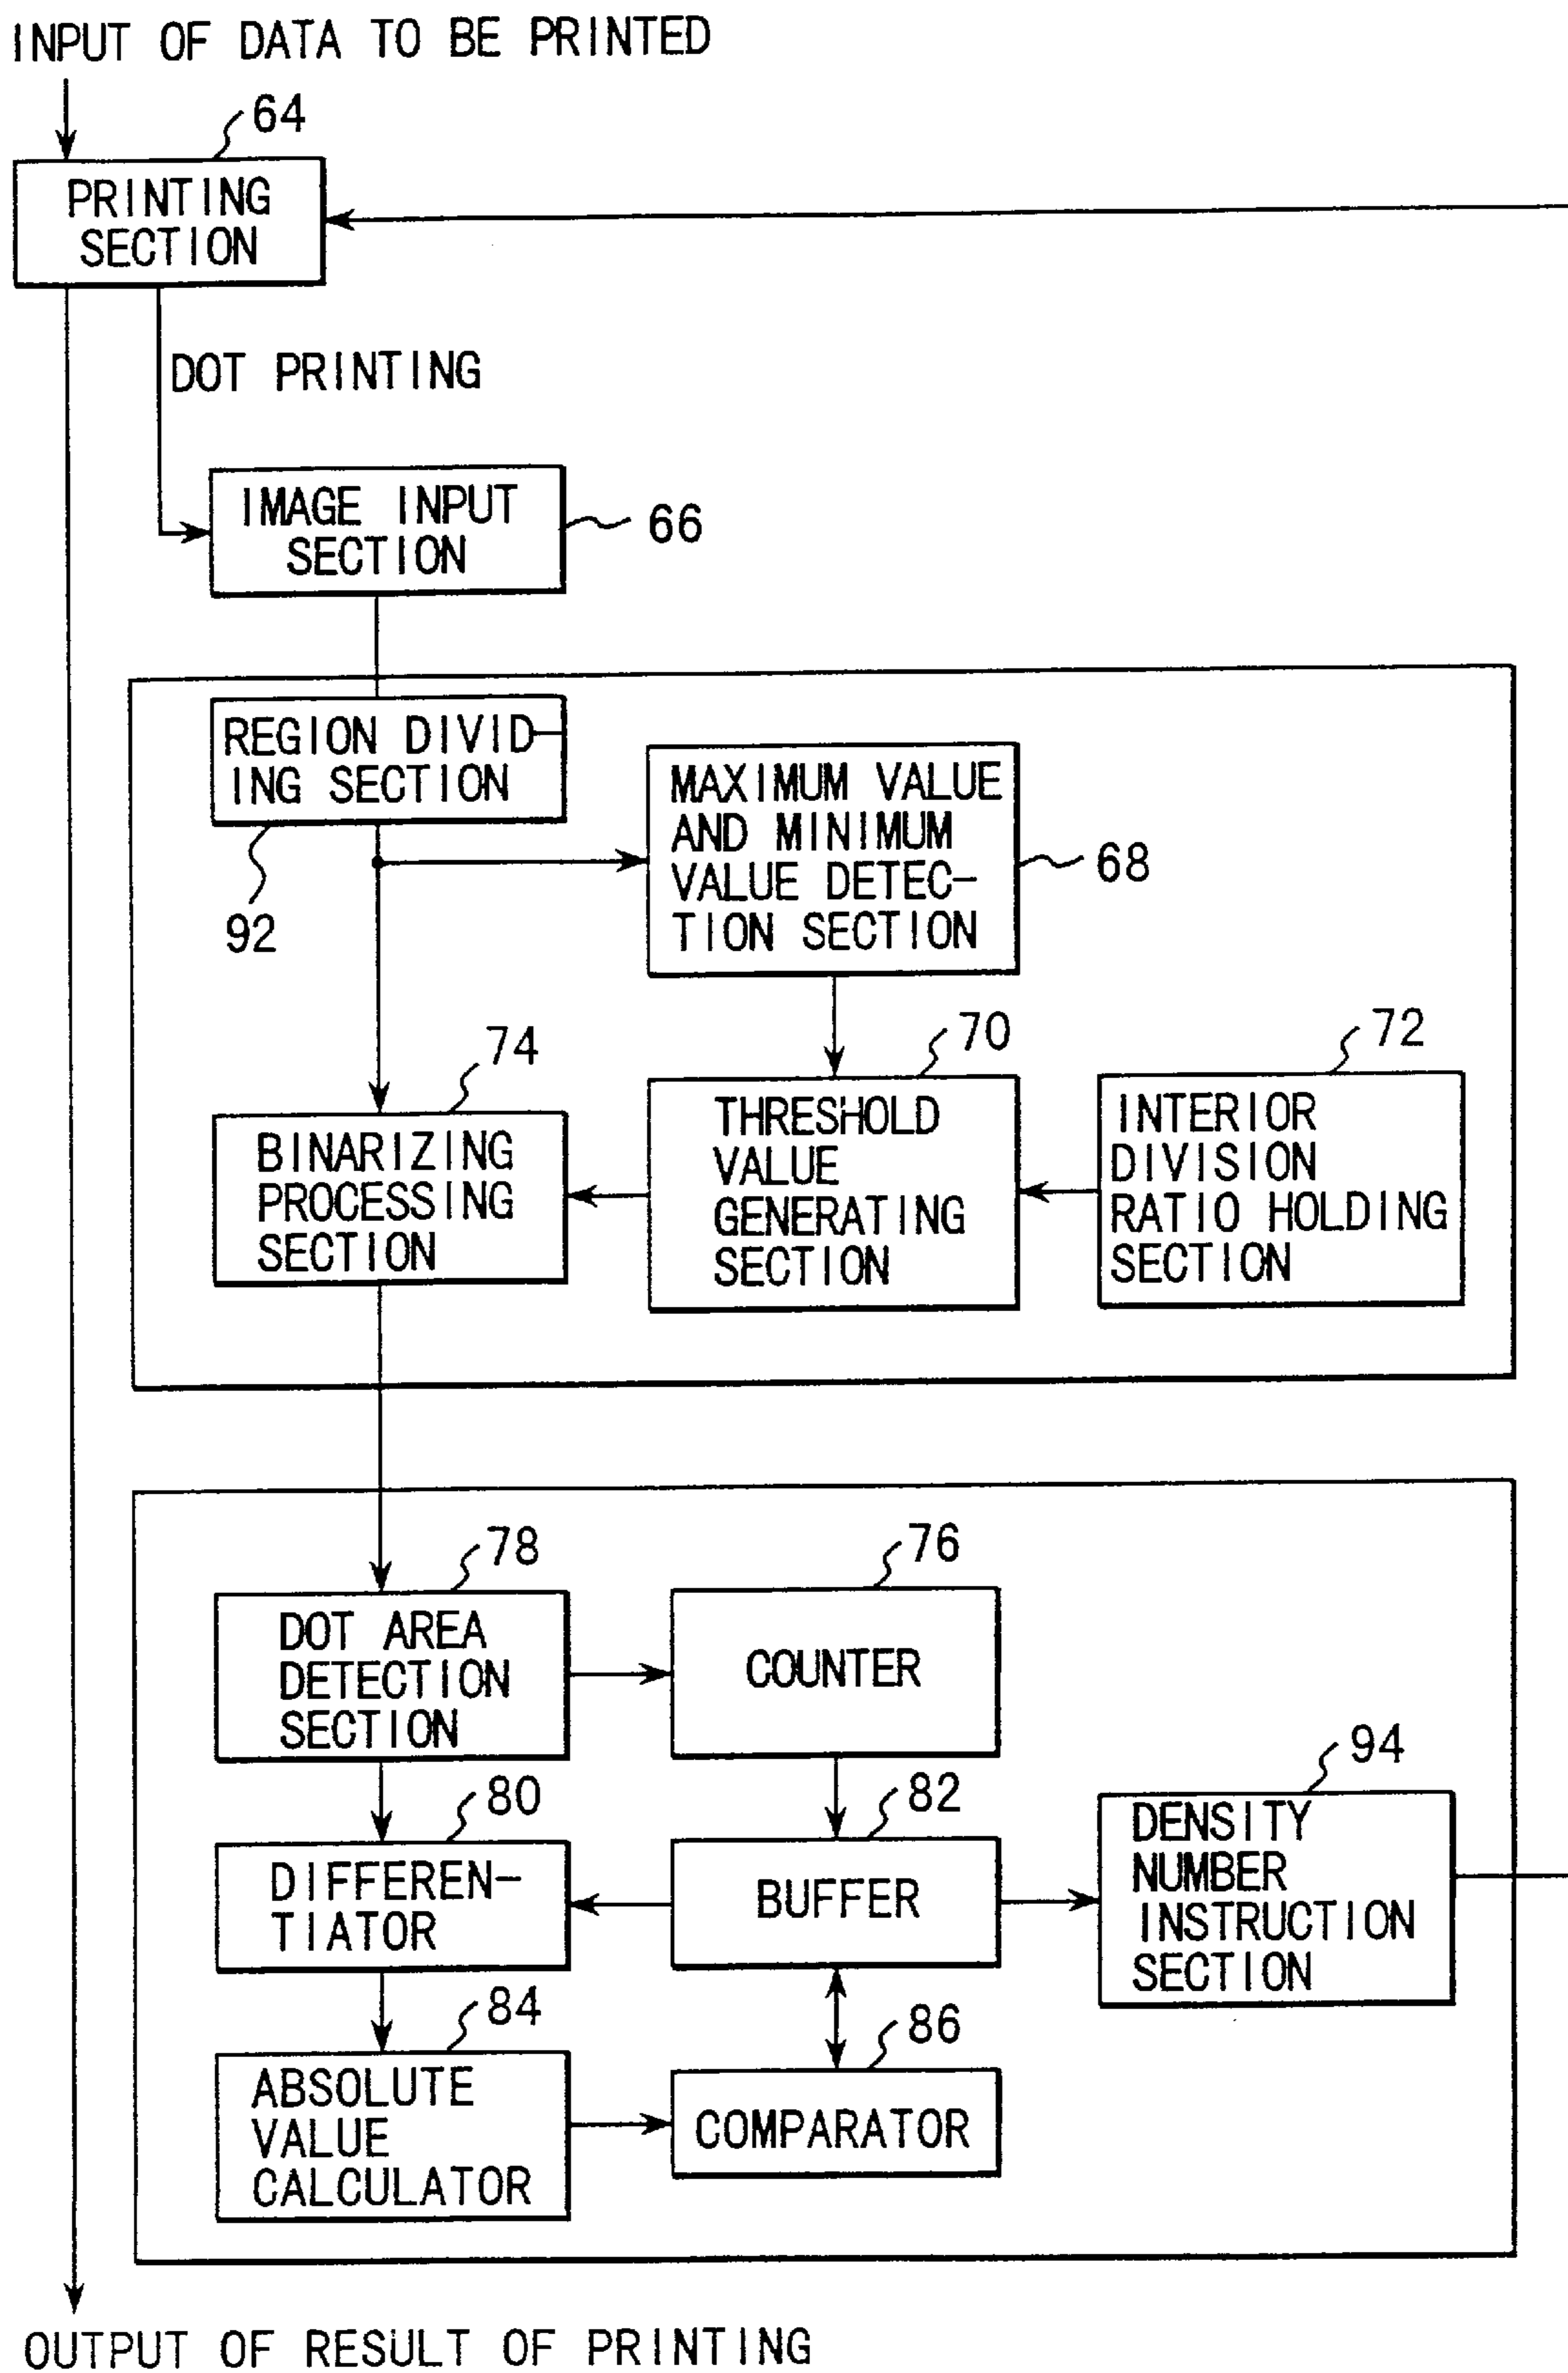 INPUT OF DATA TO BE PRINTED
64
PRINTING
SECTION
DOT PRINTING
IMAGE INPUT
SECTION
66
REGION DIVID-
ING SECTION
92
MAXIMUM VALUE
AND MINIMUM
VALUE DETEC-
TION SECTION
68
74
BINARIZING
PROCESSING
SECTION
70
THRESHOLD
VALUE
GENERATING
SECTION
72
INTERIOR
DIVISION
RATIO HOLDING
SECTION
78
DOT AREA
DETECTION
SECTION
76
COUNTER
80
DIFFEREN-
TIATOR
82
BUFFER
94
DENSITY
NUMBER
INSTRUCTION
SECTION
84
ABSOLUTE
VALUE
CALCULATOR
86
COMPARATOR
OUTPUT OF RESULT OF PRINTING